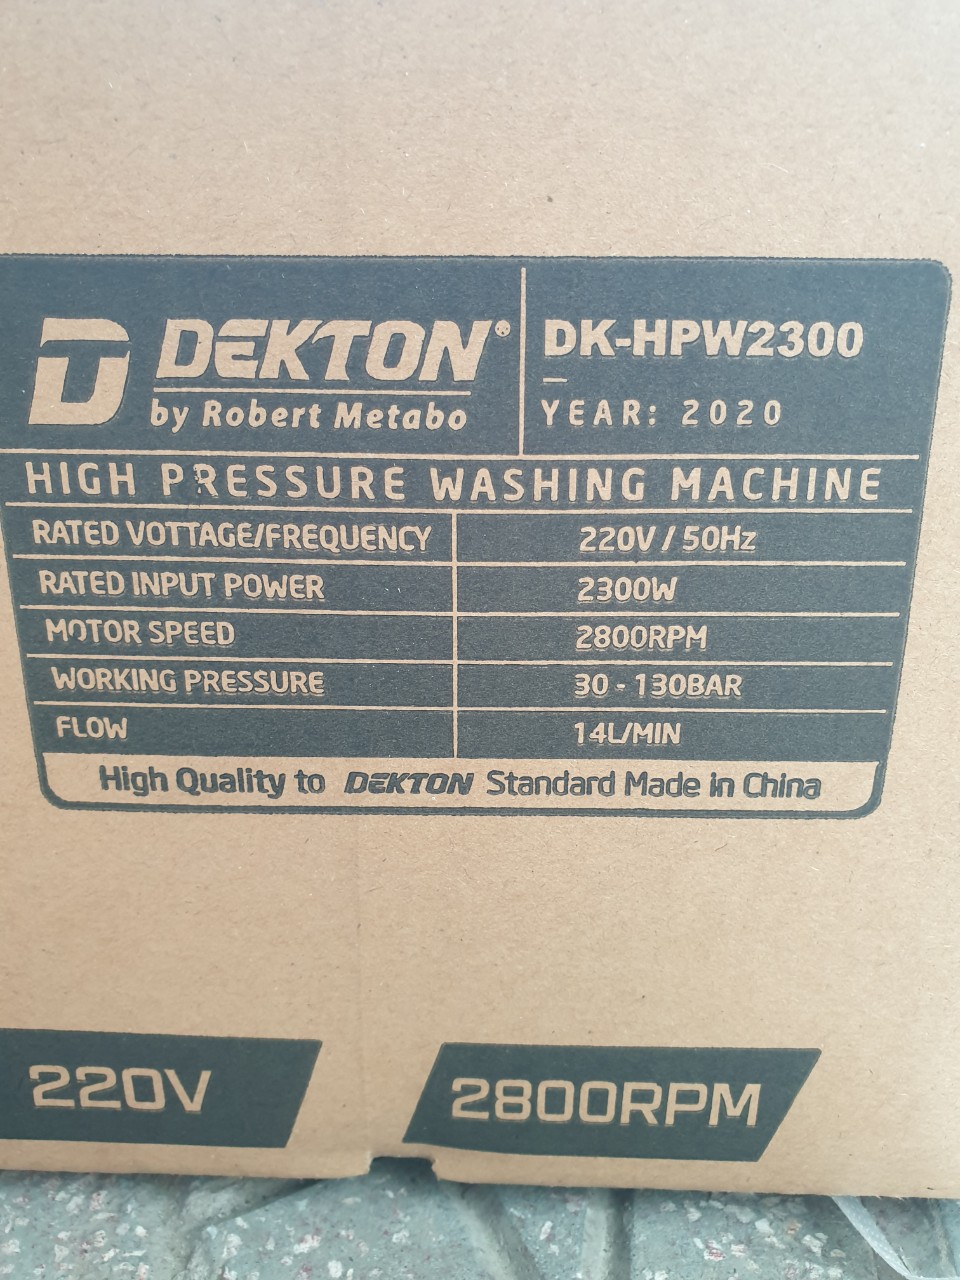 DEKTON®
by Robert Metabo
DK-HPW2300
YEAR: 2020
HIGH PRESSURE WASHING MACHINE
RATED VOTTAGE/FREQUENCY 220V / 50Hz
RATED INPUT POWER 2300W
MOTOR SPEED 2800RPM
WORKING PRESSURE 30 - 130BAR
FLOW 14L/MIN
High Quality to DEKTON Standard Made in China
220V
2800RPM